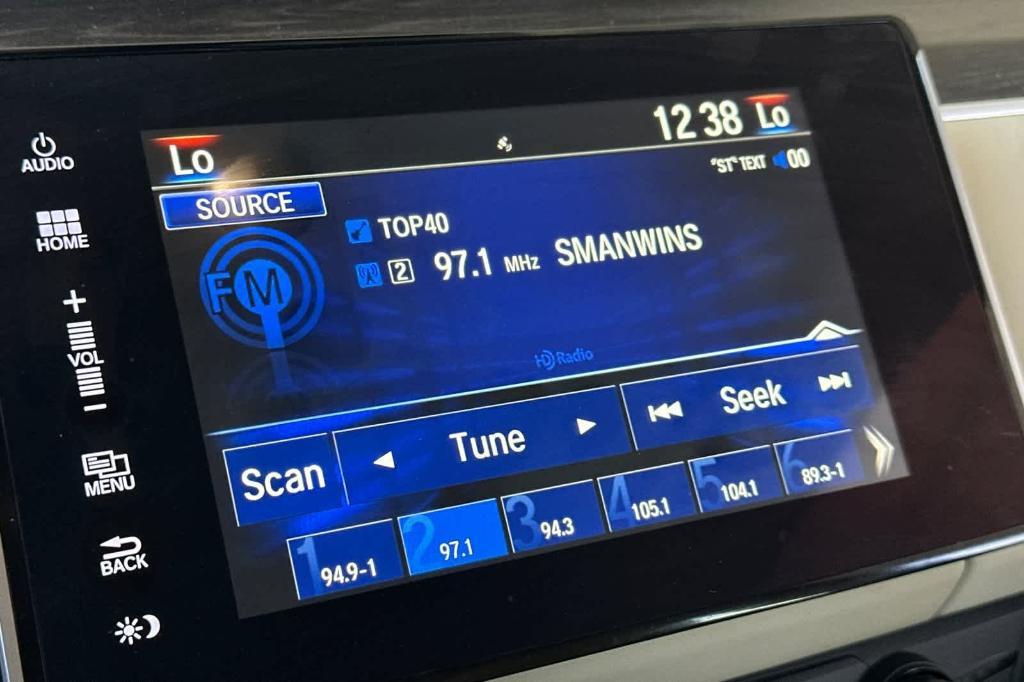 AUDIO
HOME
+
VOL
−
MENU
BACK
Lo
12 38 Lo
"ST" TEXT 00
SOURCE
FM
TOP40
2 97.1 MHz SMANWINS
HD Radio
Scan
Tune
Seek
1 94.9-1
2 97.1
3 94.3
4 105.1
5 104.1
6 89.3-1